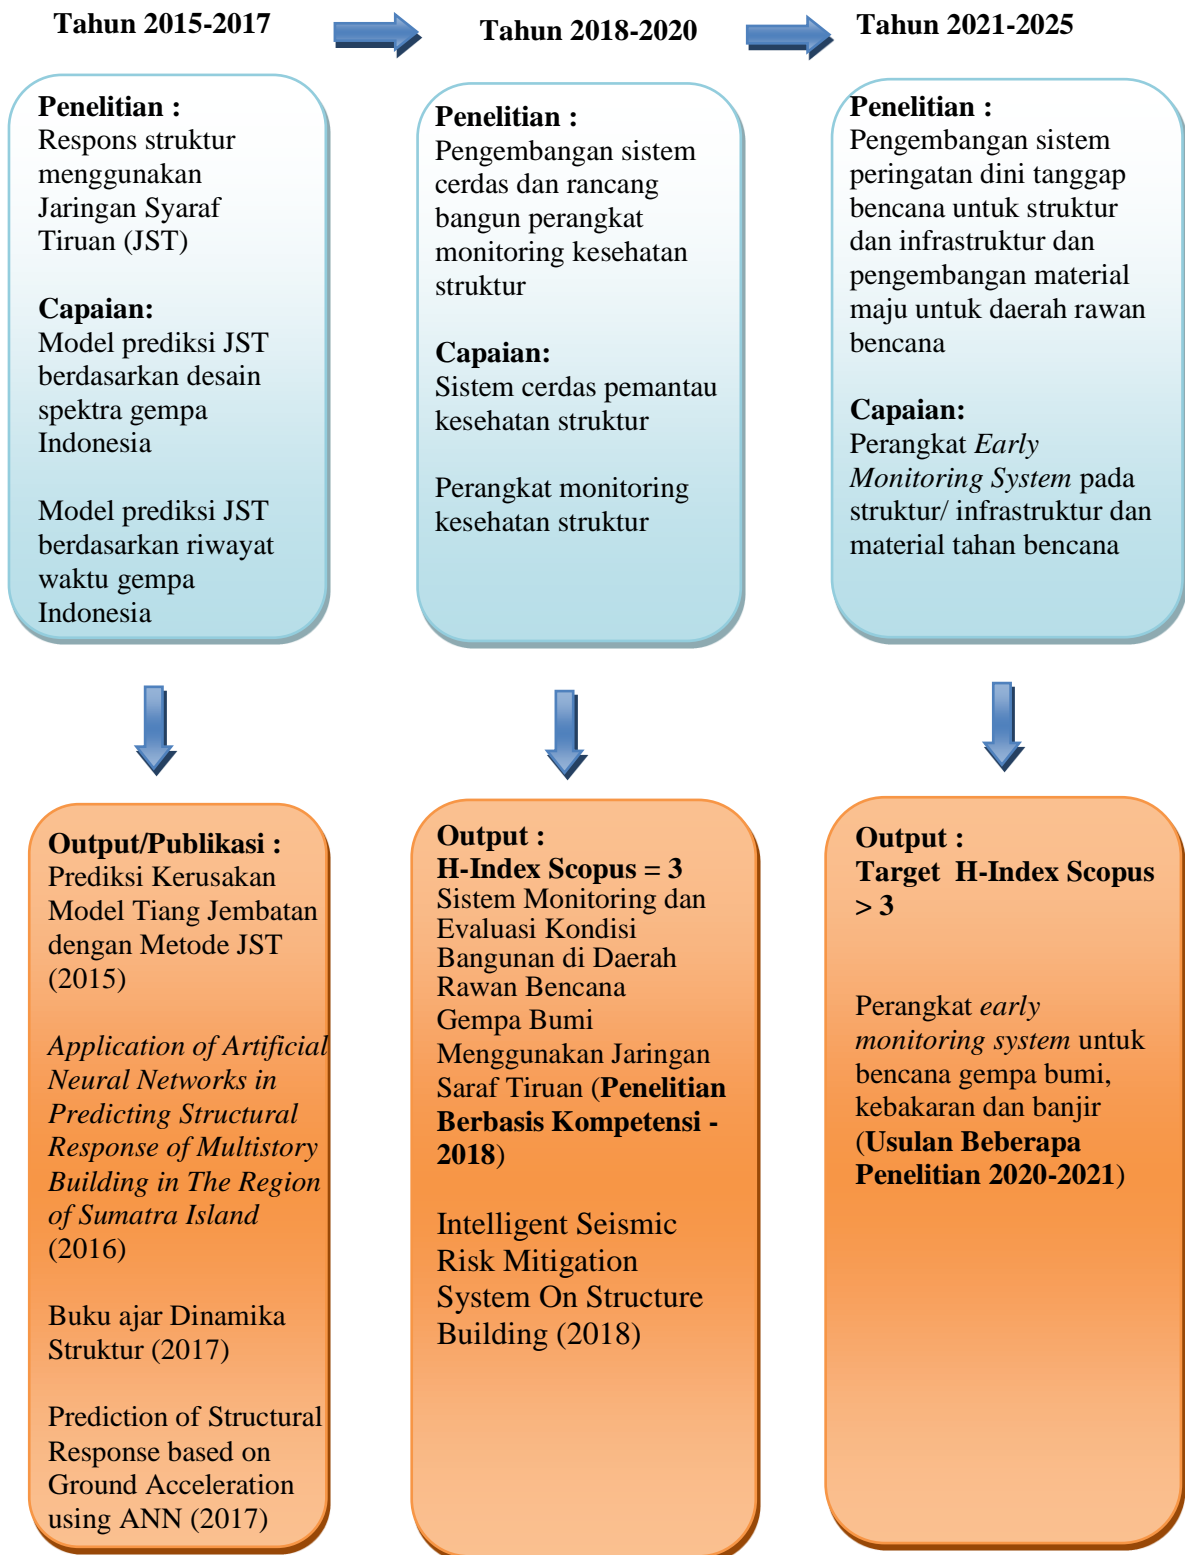 Tahun 2015-2017
Tahun 2018-2020
Tahun 2021-2025
Penelitian :
Respons struktur
menggunakan
Jaringan Syaraf
Tiruan (JST)
Capaian:
Model prediksi JST
berdasarkan desain
spektra gempa
Indonesia
Model prediksi JST
berdasarkan riwayat
waktu gempa
Indonesia
Penelitian :
Pengembangan sistem
cerdas dan rancang
bangun perangkat
monitoring kesehatan
struktur
Capaian:
Sistem cerdas pemantau
kesehatan struktur
Perangkat monitoring
kesehatan struktur
Penelitian :
Pengembangan sistem
peringatan dini tanggap
bencana untuk struktur
dan infrastruktur dan
pengembangan material
maju untuk daerah rawan
bencana
Capaian:
Perangkat Early
Monitoring System pada
struktur/ infrastruktur dan
material tahan bencana
Output/Publikasi :
Prediksi Kerusakan
Model Tiang Jembatan
dengan Metode JST
(2015)
Application of Artificial
Neural Networks in
Predicting Structural
Response of Multistory
Building in The Region
of Sumatra Island
(2016)
Buku ajar Dinamika
Struktur (2017)
Prediction of Structural
Response based on
Ground Acceleration
using ANN (2017)
Output :
H-Index Scopus = 3
Sistem Monitoring dan
Evaluasi Kondisi
Bangunan di Daerah
Rawan Bencana
Gempa Bumi
Menggunakan Jaringan
Saraf Tiruan (Penelitian
Berbasis Kompetensi -
2018)
Intelligent Seismic
Risk Mitigation
System On Structure
Building (2018)
Output :
Target  H-Index Scopus
> 3
Perangkat early
monitoring system untuk
bencana gempa bumi,
kebakaran dan banjir
(Usulan Beberapa
Penelitian 2020-2021)